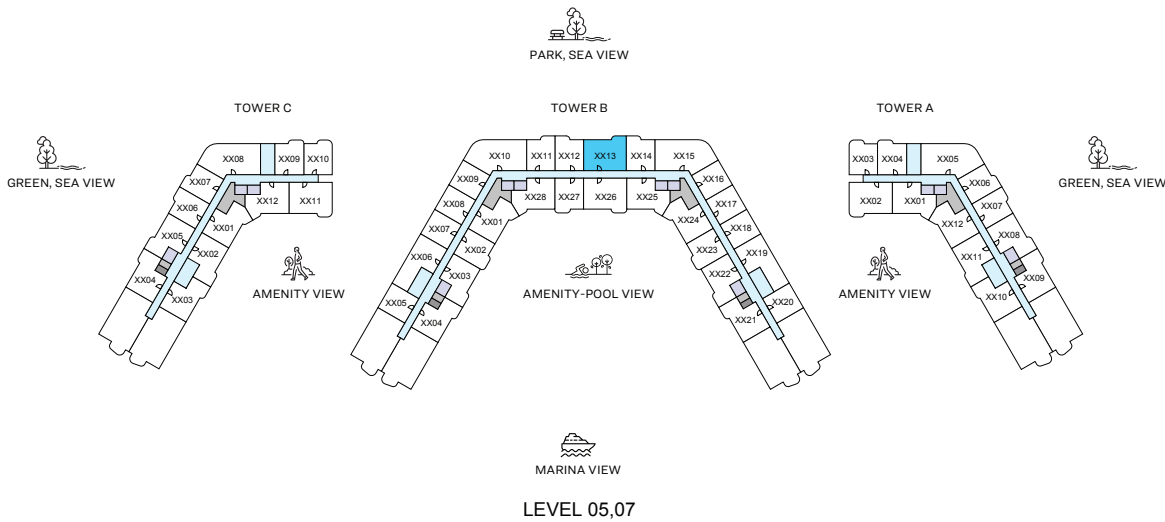 PARK, SEA VIEW
TOWER C
TOWER B
TOWER A
GREEN, SEA VIEW
GREEN, SEA VIEW
XX08
XX09
XX10
XX07
XX06
XX05
XX04
XX12
XX11
XX01
XX02
XX03
XX10
XX11
XX12
XX13
XX14
XX15
XX09
XX08
XX07
XX06
XX05
XX28
XX27
XX26
XX25
XX01
XX02
XX03
XX04
XX16
XX17
XX18
XX19
XX20
XX24
XX23
XX22
XX21
XX03
XX04
XX05
XX02
XX01
XX06
XX07
XX08
XX09
XX12
XX11
XX10
AMENITY VIEW
AMENITY-POOL VIEW
AMENITY VIEW
MARINA VIEW
LEVEL 05,07